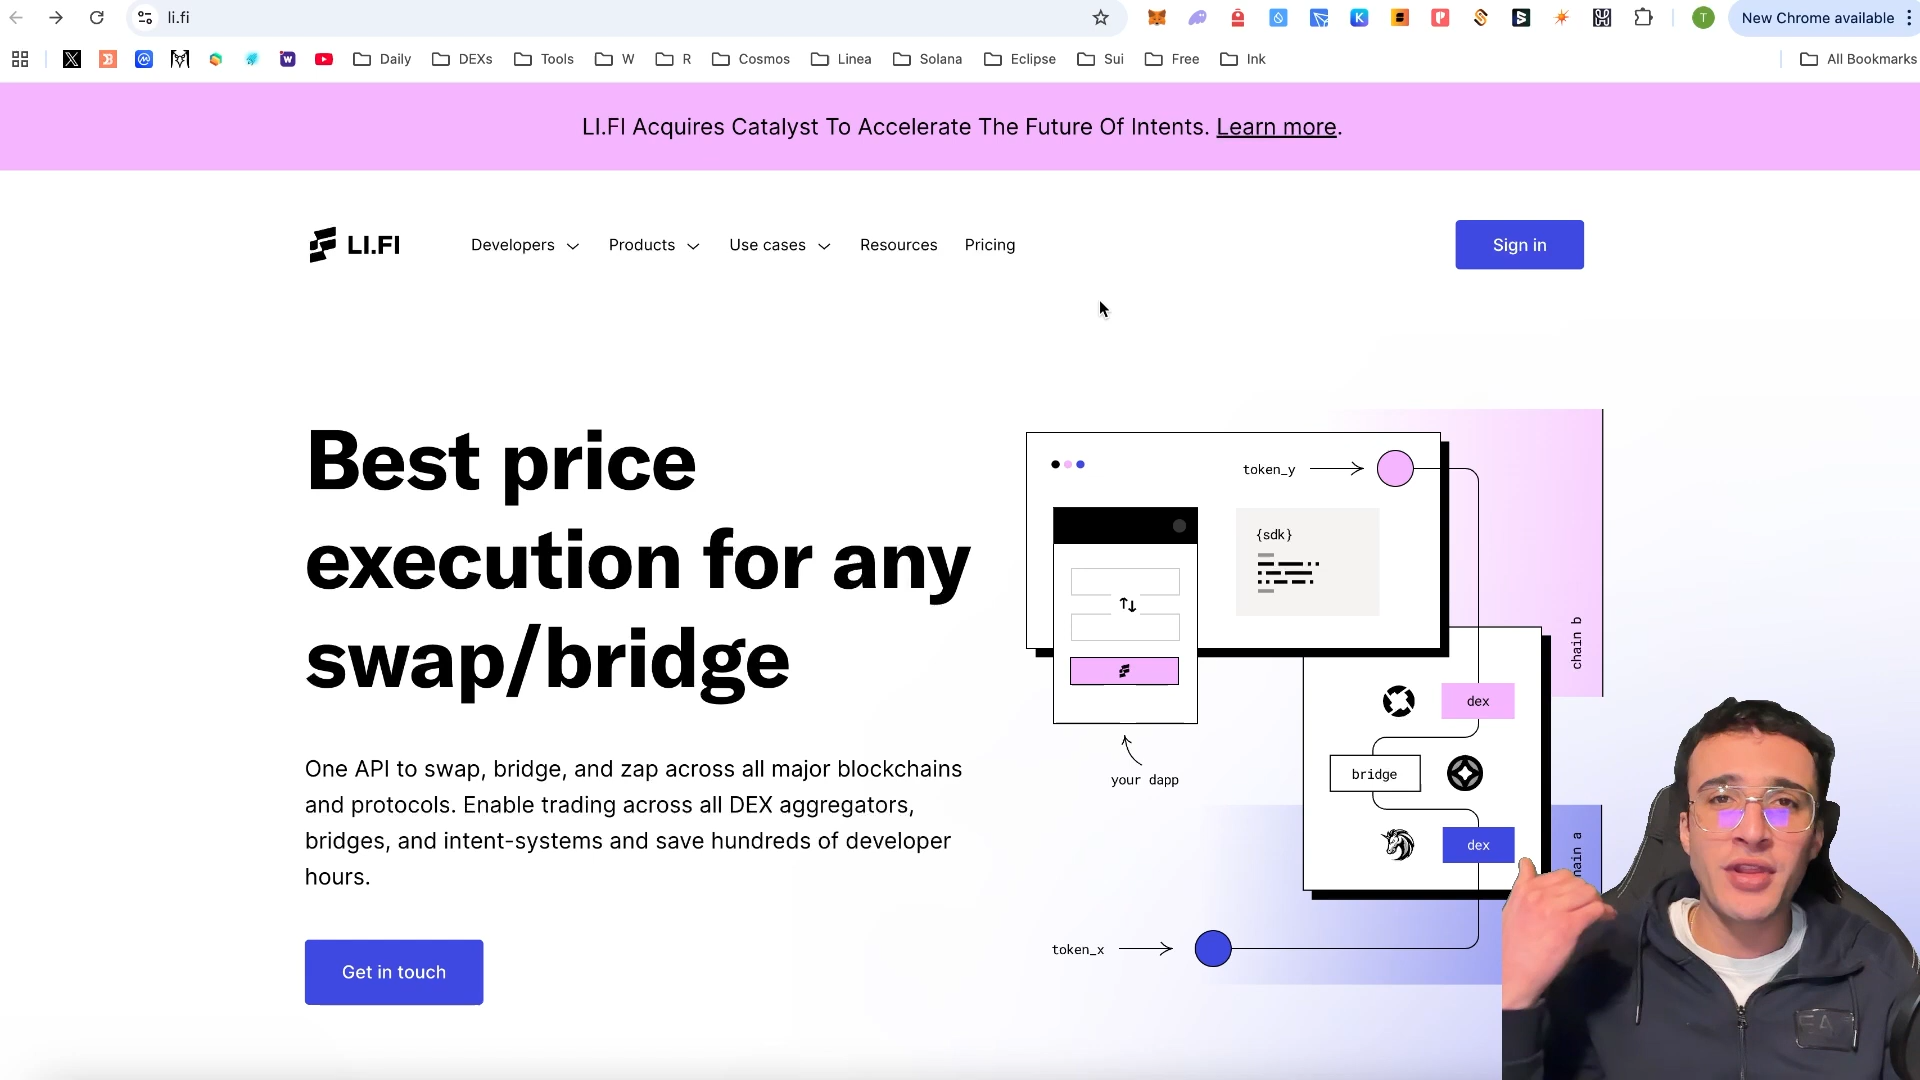 li.fi
T
New Chrome available
Daily
DEXs
Tools
W
R
Cosmos
Linea
Solana
Eclipse
Sui
Free
Ink
All Bookmarks
LI.FI Acquires Catalyst To Accelerate The Future Of Intents. Learn more.
LI.FI
Developers
Products
Use cases
Resources
Pricing
Sign in
Best price
execution for any
swap/bridge
One API to swap, bridge, and zap across all major blockchains
and protocols. Enable trading across all DEX aggregators,
bridges, and intent-systems and save hundreds of developer
hours.
Get in touch
token_y
{sdk}
chain b
dex
bridge
your dapp
dex
token_x